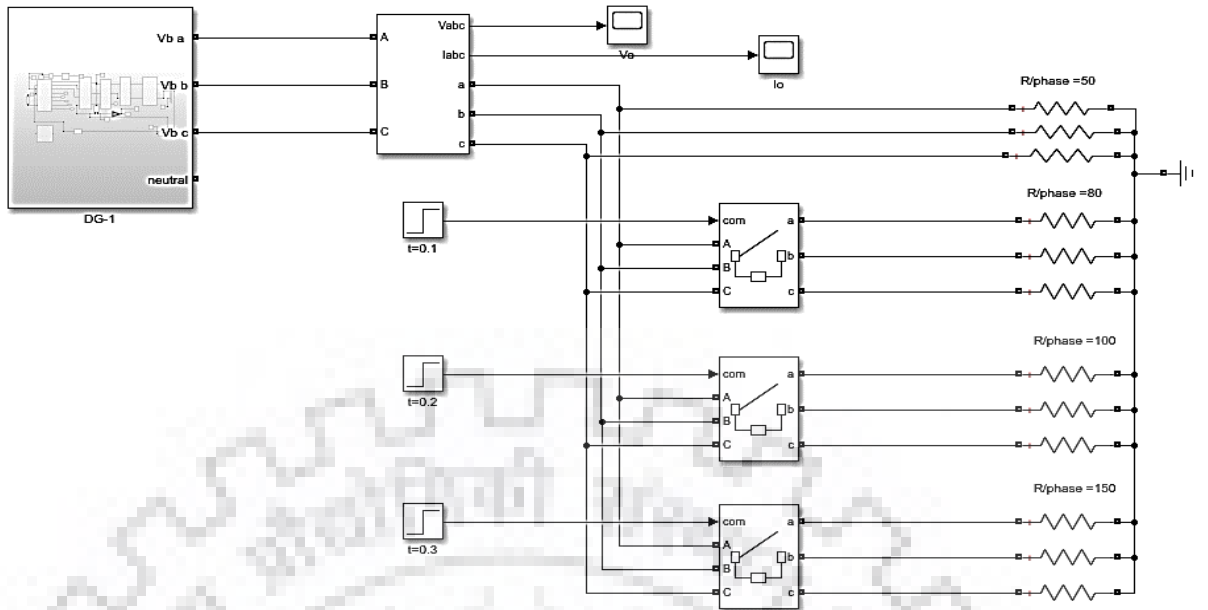 Vb a
Vb b
Vb c
neutral
DG-1
A
B
C
Vabc
Iabc
a
b
c
Vo
Io
R/phase =50
t=0.1
com
A
B
C
a
b
c
R/phase =80
t=0.2
com
A
B
C
a
b
c
R/phase =100
t=0.3
com
A
B
C
a
b
c
R/phase =150